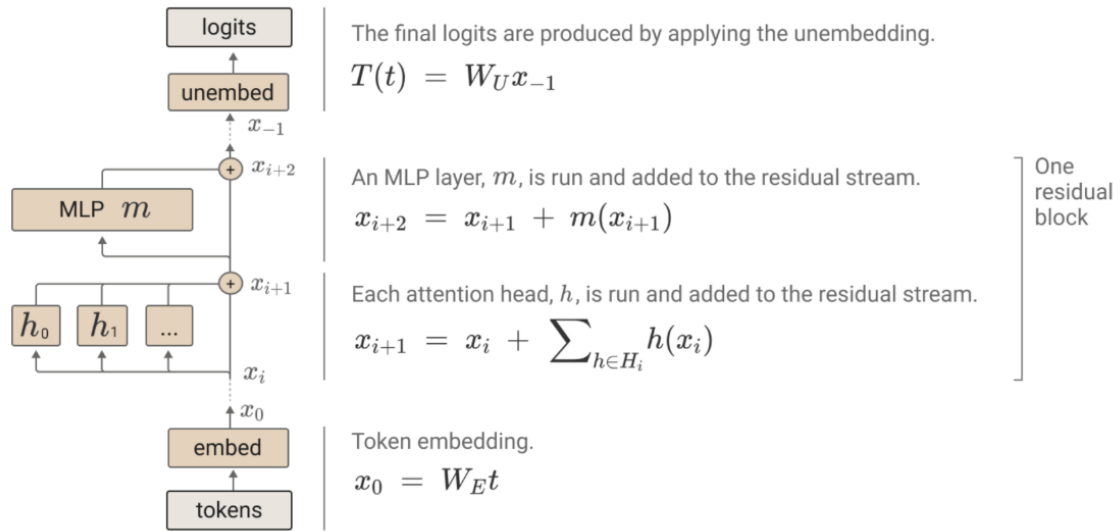 logits
The final logits are produced by applying the unembedding.
T(t) = W_U x_{-1}
unembed
x_{-1}
x_{i+2}
An MLP layer, m, is run and added to the residual stream.
One
residual
block
MLP m
x_{i+2} = x_{i+1} + m(x_{i+1})
x_{i+1}
Each attention head, h, is run and added to the residual stream.
h_0 h_1 ...
x_{i+1} = x_i + ∑_{h∈H_i} h(x_i)
x_i
x_0
embed
Token embedding.
x_0 = W_E t
tokens